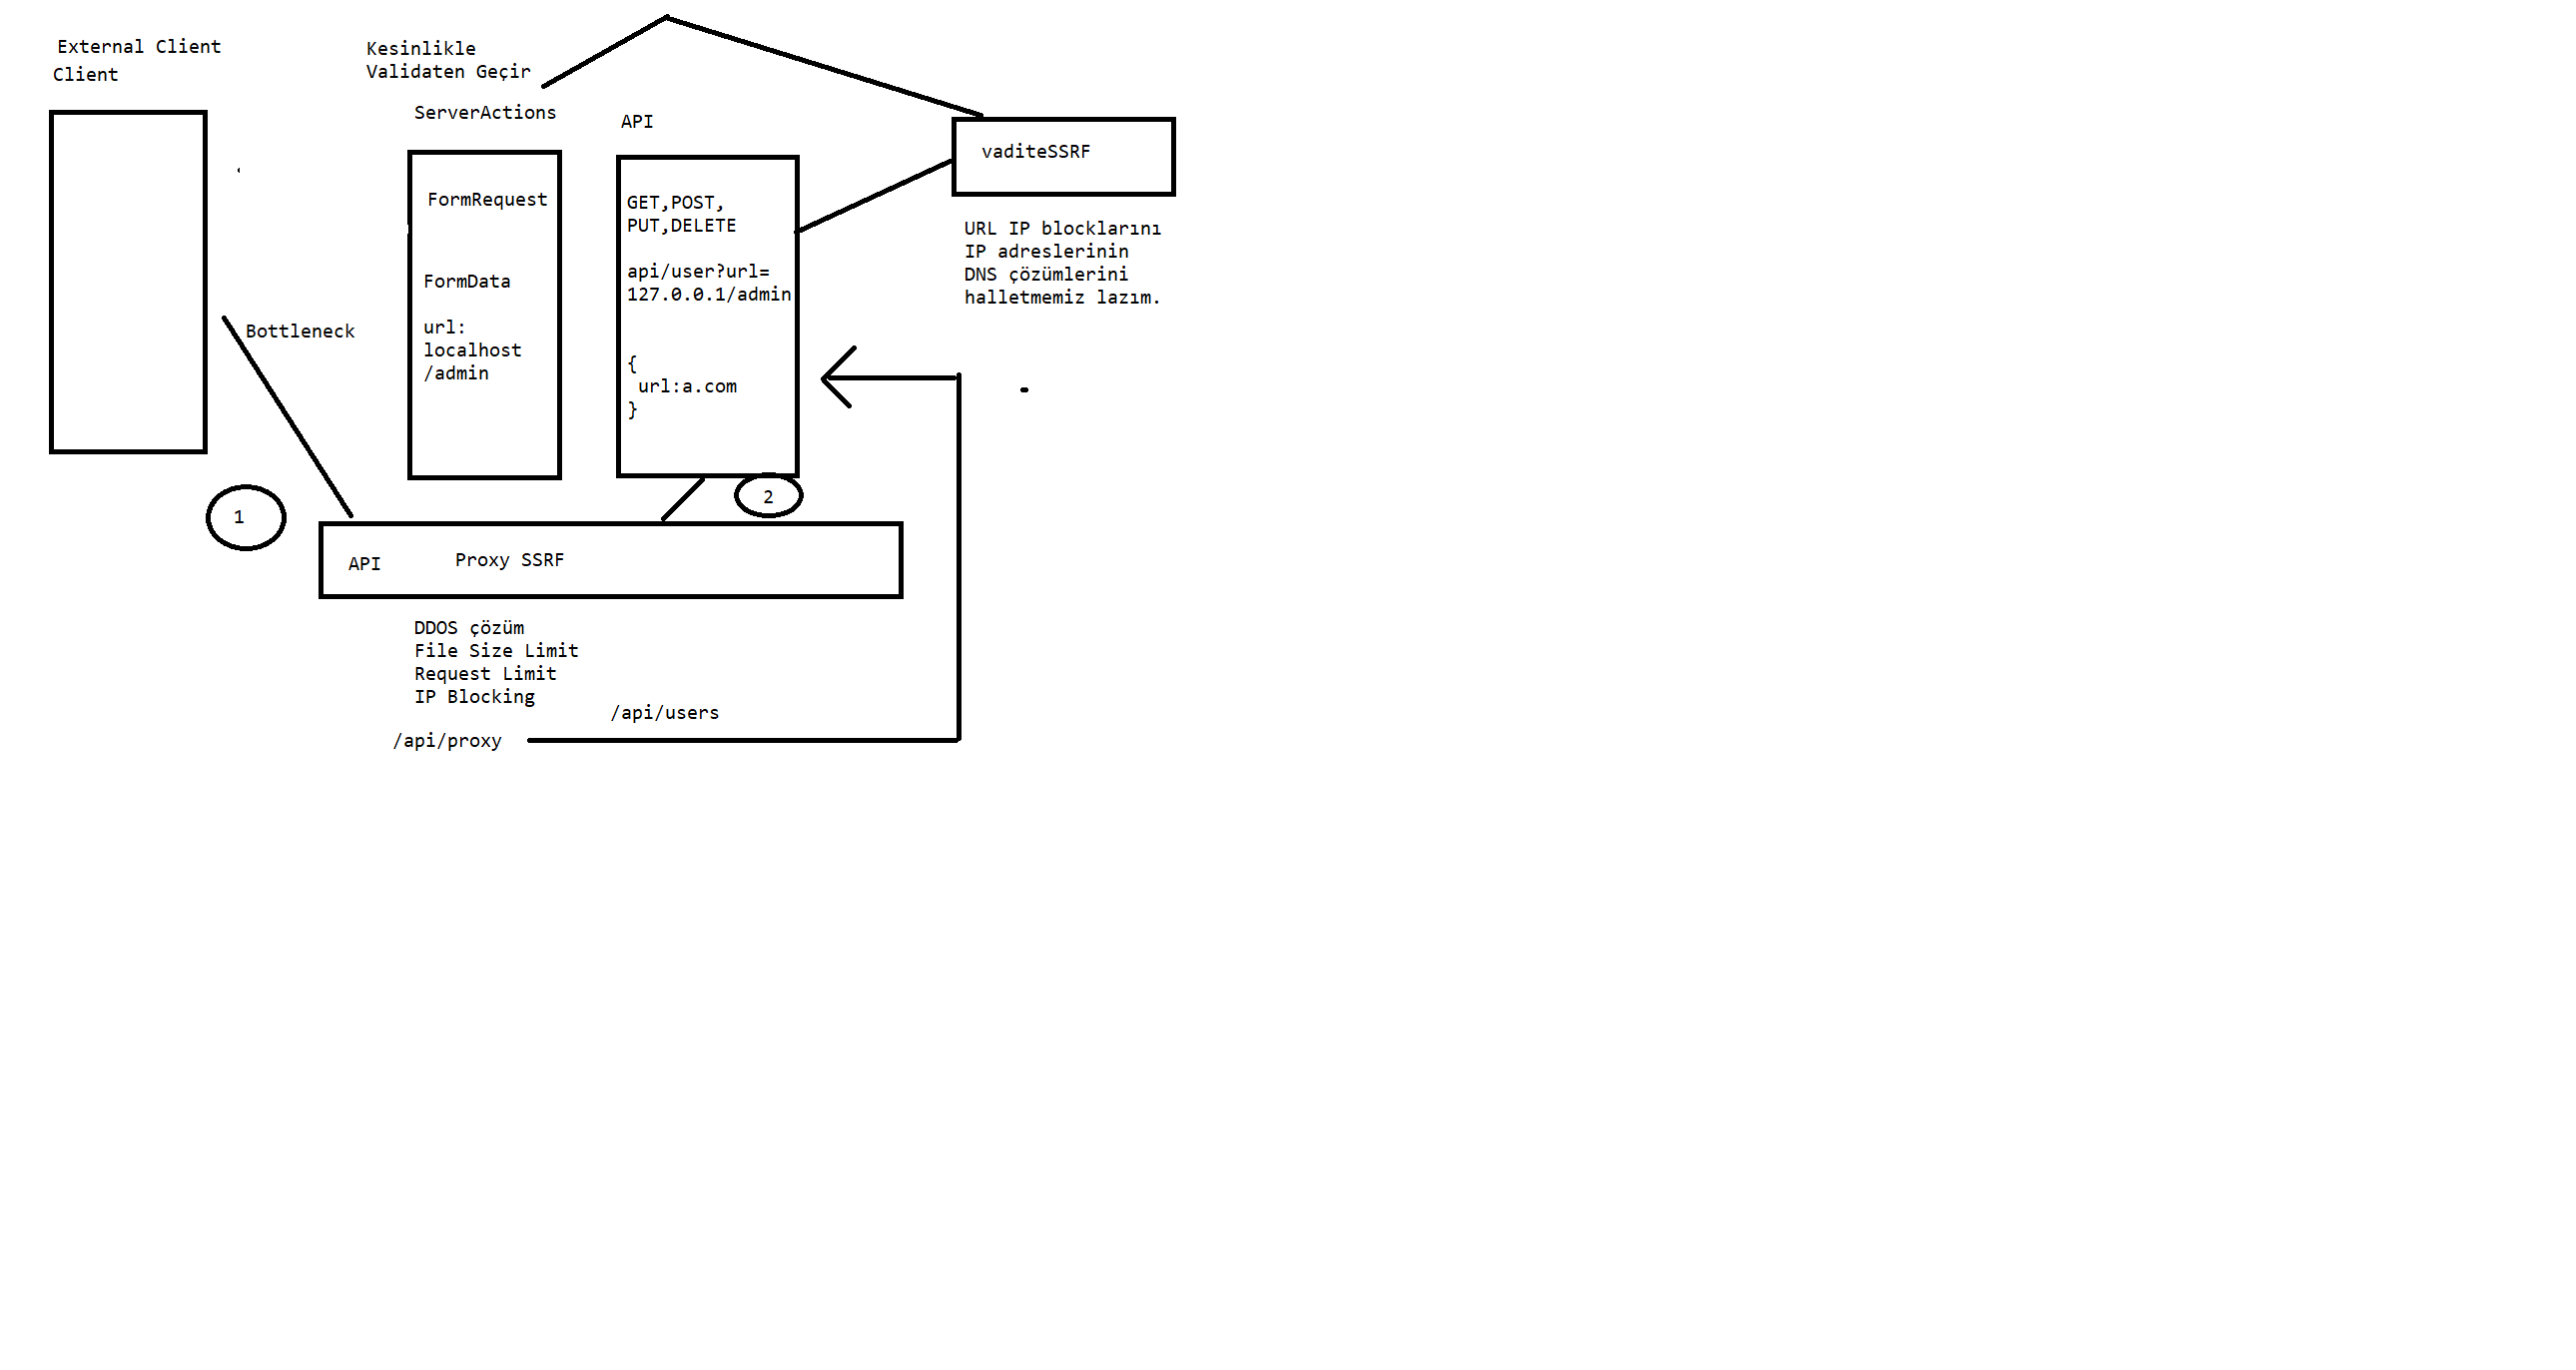 External Client
Client
Kesinlikle
Validaten Geçir
ServerActions
API
FormRequest
FormData
url:
localhost
/admin
GET,POST,
PUT,DELETE
api/user?url=
127.0.0.1/admin
{
url:a.com
}
vaditeSSRF
URL IP blocklarını
IP adreslerinin
DNS çözümlerini
halletmemiz lazım.
Bottleneck
1
2
API
Proxy SSRF
DDOS çözüm
File Size Limit
Request Limit
IP Blocking
/api/users
/api/proxy